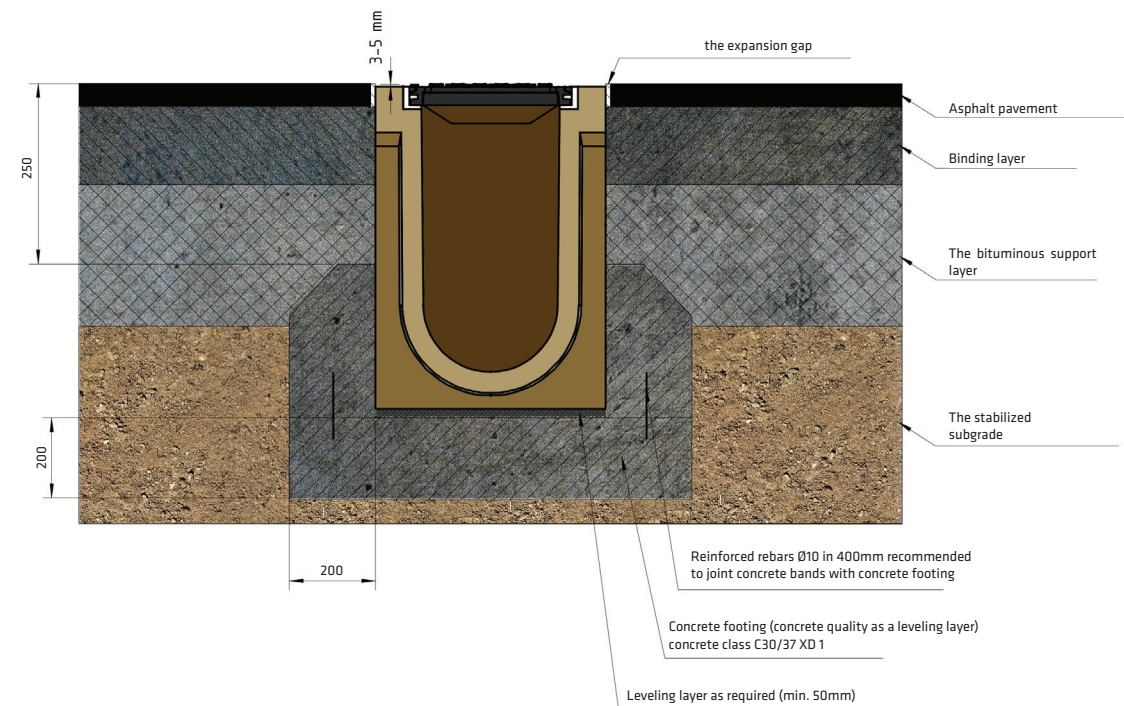 3-5 mm
the expansion gap
Asphalt pavement
250
Binding layer
The bituminous support
layer
The stabilized
subgrade
200
200
Reinforced rebars Ø10 in 400mm recommended
to joint concrete bands with concrete footing
Concrete footing (concrete quality as a leveling layer)
concrete class C30/37 XD 1
Leveling layer as required (min. 50mm)